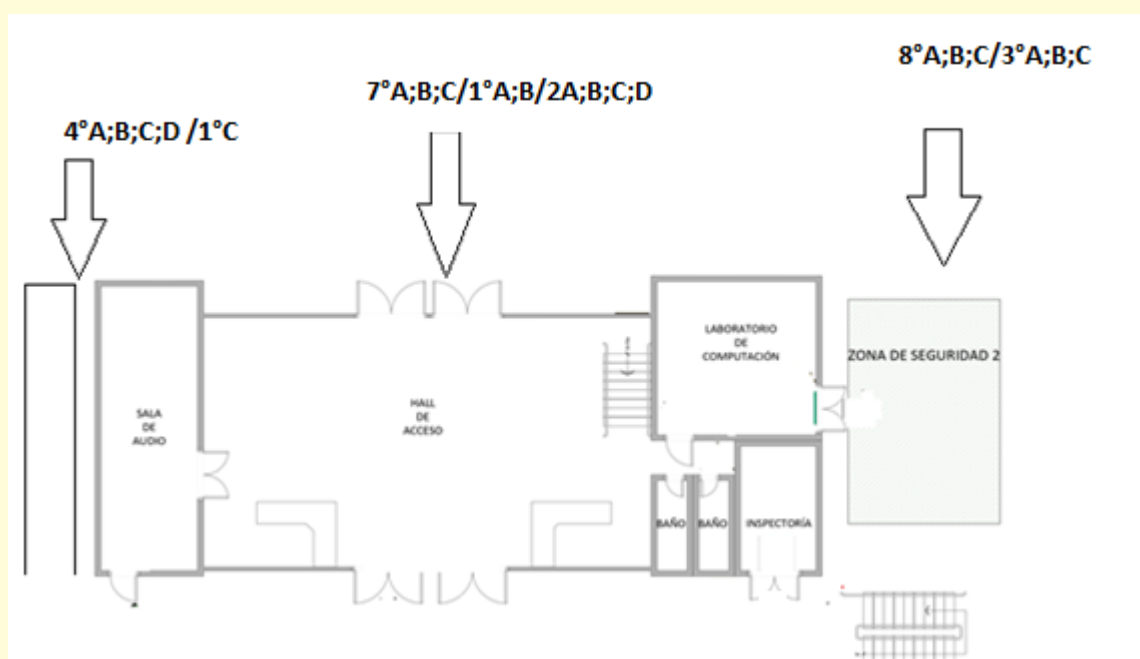 8°A;B;C/3°A;B;C
7°A;B;C/1°A;B/2A;B;C;D
4°A;B;C;D /1°C
LABORATORIO
DE
COMPUTACIÓN
ZONA DE SEGURIDAD 2
SALA
DE
AUDIO
HALL
DE
ACCESO
BAÑO
BAÑO
INSPECTORÍA